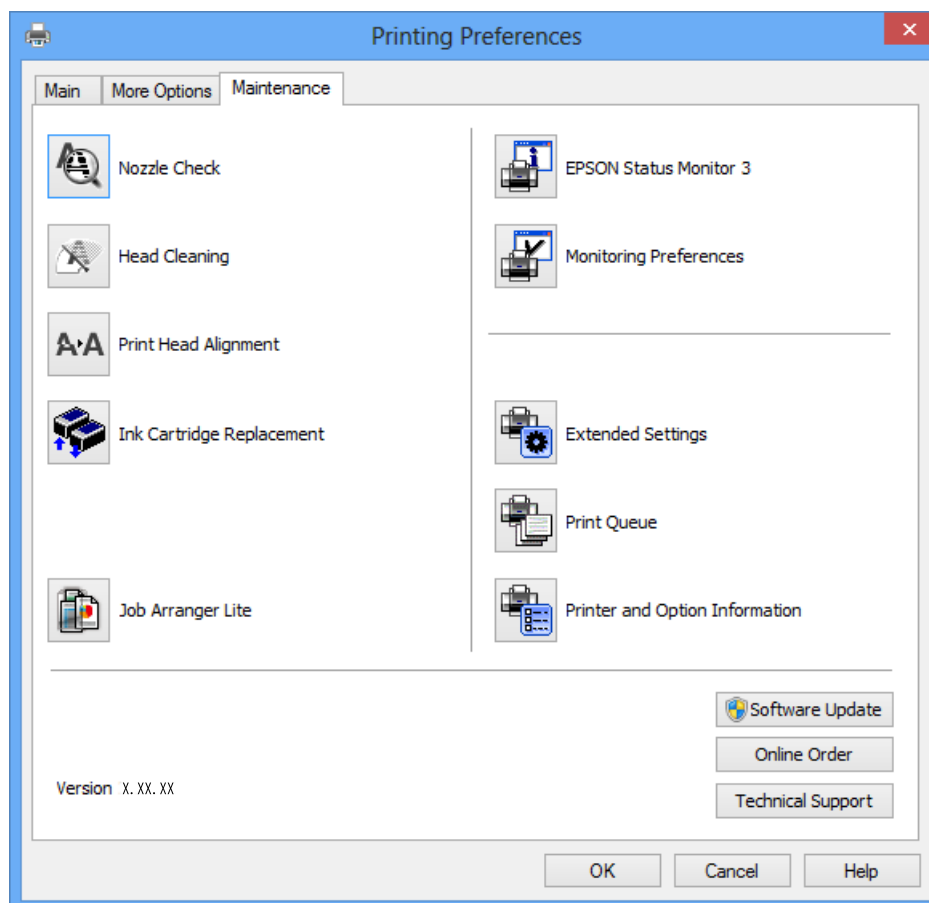 Printing Preferences
Main
More Options
Maintenance
Nozzle Check
Head Cleaning
Print Head Alignment
Ink Cartridge Replacement
Job Arranger Lite
EPSON Status Monitor 3
Monitoring Preferences
Extended Settings
Print Queue
Printer and Option Information
Software Update
Online Order
Technical Support
Version X.XX.XX
OK
Cancel
Help